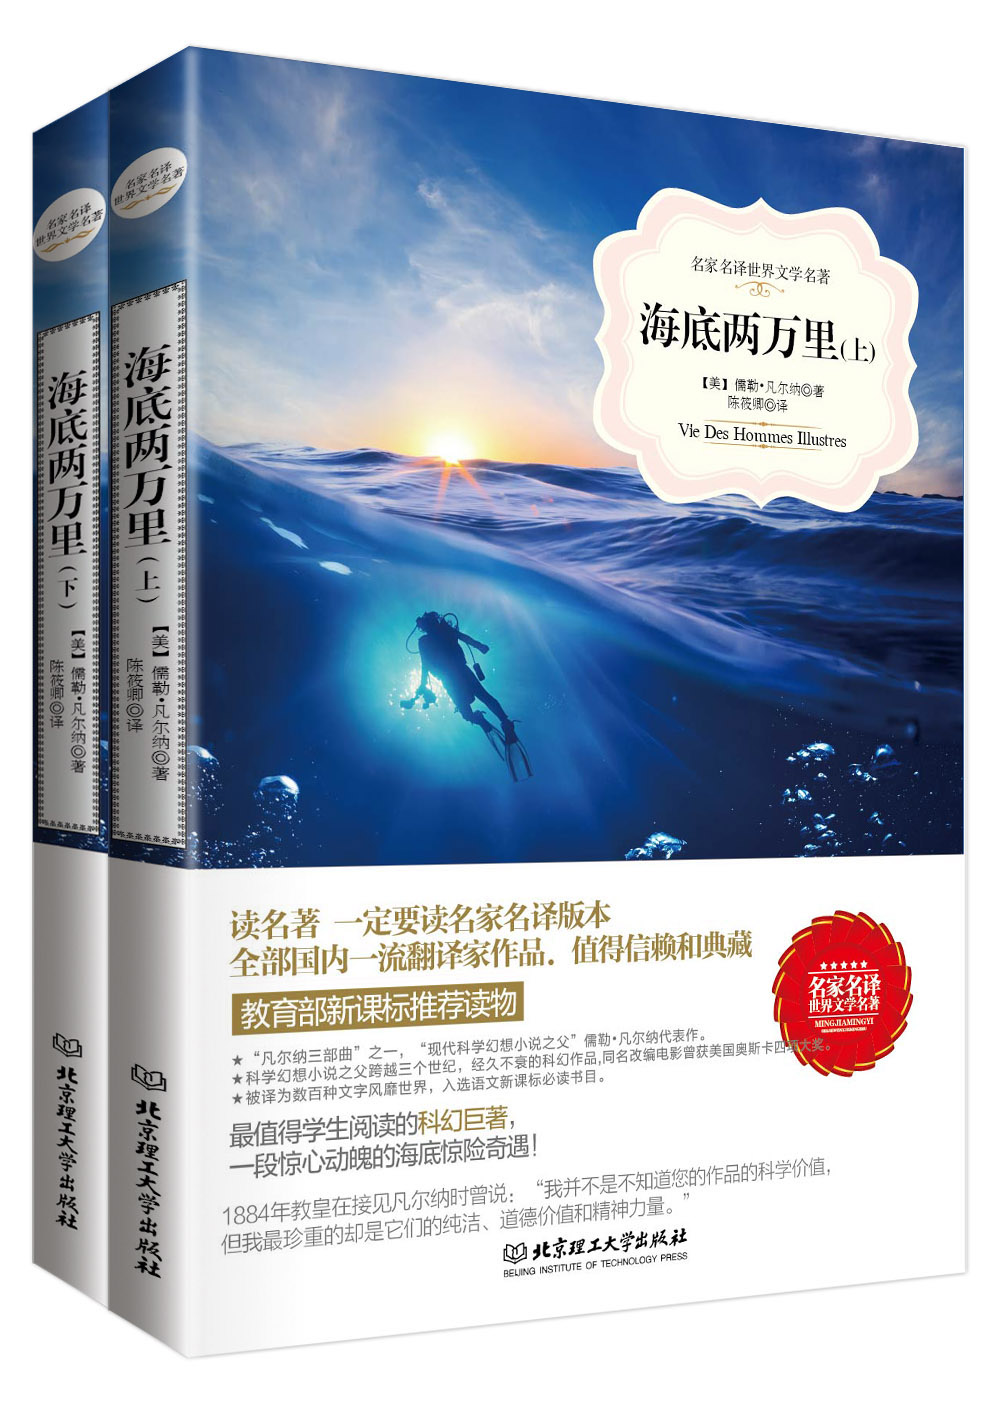 名家名译
世界文学名著
海底两万里(下)
【美】儒勒·凡尔纳◎著
陈筱卿◎译
北京理工大学出版社
名家名译
世界文学名著
海底两万里(上)
【美】儒勒·凡尔纳◎著
陈筱卿◎译
北京理工大学出版社
名家名译世界文学名著
海底两万里(上)
【美】儒勒·凡尔纳◎著
陈筱卿◎译
Vie Des Hommes Illustres
读名著 一定要读名家名译版本
全部国内一流翻译家作品．值得信赖和典藏
教育部新课标推荐读物
★“凡尔纳三部曲”之一，“现代科学幻想小说之父”儒勒·凡尔纳代表作。
★科学幻想小说之父跨越三个世纪，经久不衰的科幻作品,同名改编电影曾获美国奥斯卡四项大奖。
★被译为数百种文字风靡世界，入选语文新课标必读书目。
★★★★★
名家名译
世界文学名著
MINGJIAMINGYI
最值得学生阅读的科幻巨著，
一段惊心动魄的海底惊险奇遇！
1884年教皇在接见凡尔纳时曾说：“我并不是不知道您的作品的科学价值，
但我最珍重的却是它们的纯洁、道德价值和精神力量。”
北京理工大学出版社
BEIJING INSTITUTE OF TECHNOLOGY PRESS